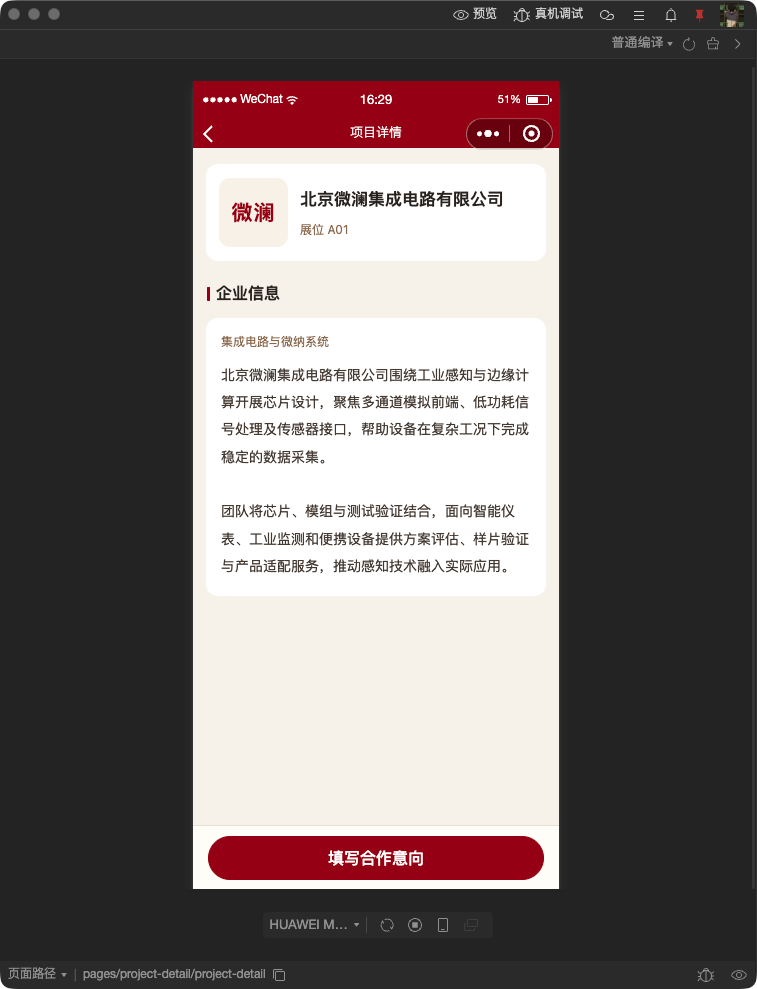 预览
真机调试
普通编译
WeChat
16:29
51%
项目详情
微澜
北京微澜集成电路有限公司
展位 A01
企业信息
集成电路与微纳系统
北京微澜集成电路有限公司围绕工业感知与边缘计
算开展芯片设计，聚焦多通道模拟前端、低功耗信
号处理及传感器接口，帮助设备在复杂工况下完成
稳定的数据采集。
团队将芯片、模组与测试验证结合，面向智能仪
表、工业监测和便携设备提供方案评估、样片验证
与产品适配服务，推动感知技术融入实际应用。
填写合作意向
HUAWEI M...
页面路径
pages/project-detail/project-detail